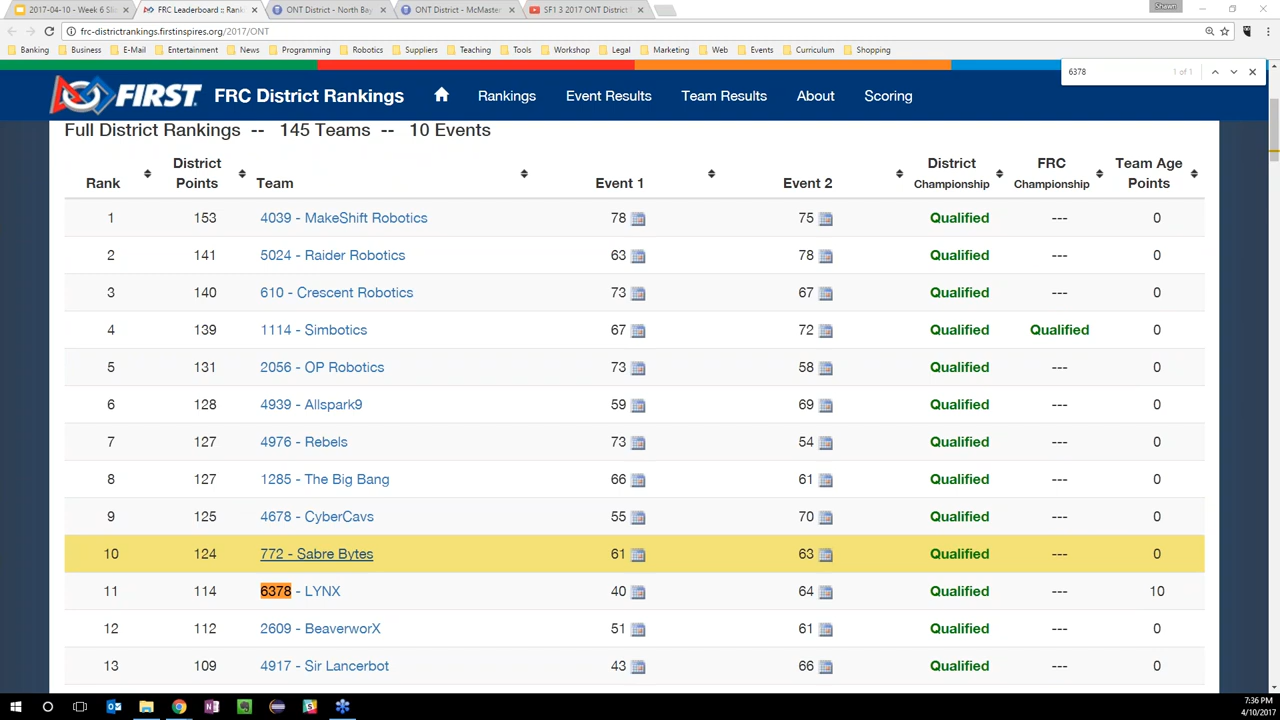 2017-04-10 - Week 6 Sli
FRC Leaderboard :: Rank
ONT District - North Bay
ONT District - McMaster
SF1 3 2017 ONT District
Shawn
frc-districtrankings.firstinspires.org/2017/ONT
Banking Business E-Mail Entertainment News Programming Robotics Suppliers Teaching Tools Workshop Legal Marketing Web Events Curriculum Shopping
6378 1 of 1
FIRST FRC District Rankings Rankings Event Results Team Results About Scoring
Full District Rankings -- 145 Teams -- 10 Events
Rank District Points Team Event 1 Event 2 District Championship FRC Championship Team Age Points
1 153 4039 - MakeShift Robotics 78 75 Qualified --- 0
2 141 5024 - Raider Robotics 63 78 Qualified --- 0
3 140 610 - Crescent Robotics 73 67 Qualified --- 0
4 139 1114 - Simbotics 67 72 Qualified Qualified 0
5 131 2056 - OP Robotics 73 58 Qualified --- 0
6 128 4939 - Allspark9 59 69 Qualified --- 0
7 127 4976 - Rebels 73 54 Qualified --- 0
8 127 1285 - The Big Bang 66 61 Qualified --- 0
9 125 4678 - CyberCavs 55 70 Qualified --- 0
10 124 772 - Sabre Bytes 61 63 Qualified --- 0
11 114 6378 - LYNX 40 64 Qualified --- 10
12 112 2609 - BeaverworX 51 61 Qualified --- 0
13 109 4917 - Sir Lancerbot 43 66 Qualified --- 0
7:36 PM
4/10/2017